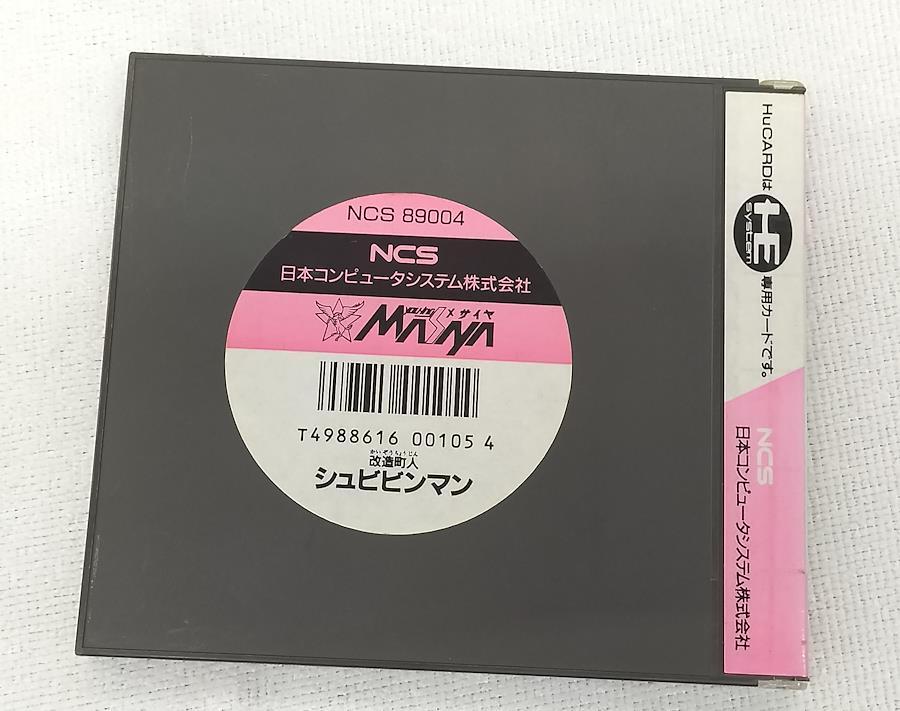 NCS 89004
NCS
日本コンピュータシステム株式会社
メサイヤ
MASAYA
T4988616 00105 4
かいぞうちょうじん
改造町人
シュビビンマン
HuCARDは HE system 専用カードです。
NCS
日本コンピュータシステム株式会社